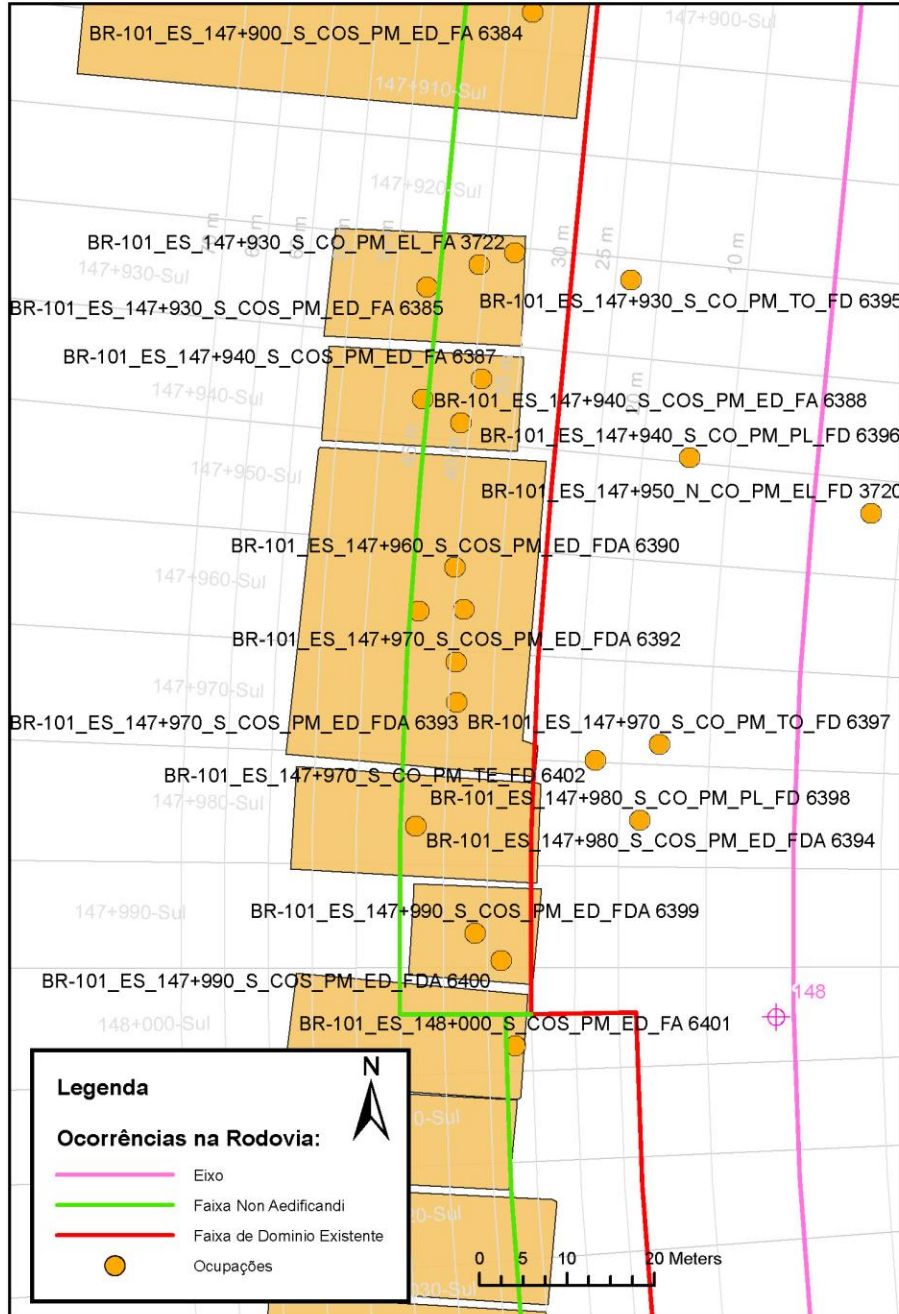 147+900-Sul
BR-101_ES_147+900_S_COS_PM_ED_FA 6384
147+910-Sul
147+920-Sul
BR-101_ES_147+930_S_CO_PM_EL_FA 3722
30 m
25 m
10 m
147+930-Sul
BR-101_ES_147+930_S_CO_PM_TO_FD 6395
BR-101_ES_147+930_S_COS_PM_ED_FA 6385
BR-101_ES_147+940_S_COS_PM_ED_FA 6387
147+940-Sul
BR-101_ES_147+940_S_COS_PM_ED_FA 6388
BR-101_ES_147+940_S_CO_PM_PL_FD 6396
147+950-Sul
BR-101_ES_147+950_N_CO_PM_EL_FD 3720
BR-101_ES_147+960_S_COS_PM_ED_FDA 6390
147+960-Sul
BR-101_ES_147+970_S_COS_PM_ED_FDA 6392
147+970-Sul
BR-101_ES_147+970_S_COS_PM_ED_FDA 6393
BR-101_ES_147+970_S_CO_PM_TO_FD 6397
BR-101_ES_147+970_S_CO_PM_TE_FD 6402
147+980-Sul
BR-101_ES_147+980_S_CO_PM_PL_FD 6398
BR-101_ES_147+980_S_COS_PM_ED_FDA 6394
147+990-Sul
BR-101_ES_147+990_S_COS_PM_ED_FDA 6399
BR-101_ES_147+990_S_COS_PM_ED_FDA 6400
148
148+000-Sul
BR-101_ES_148+000_S_COS_PM_ED_FA 6401
0-Sul
20-Sul
030-Sul
Legenda
N
Ocorrências na Rodovia:
Eixo
Faixa Non Aedificandi
Faixa de Dominio Existente
Ocupações
0 5 10 20 Meters